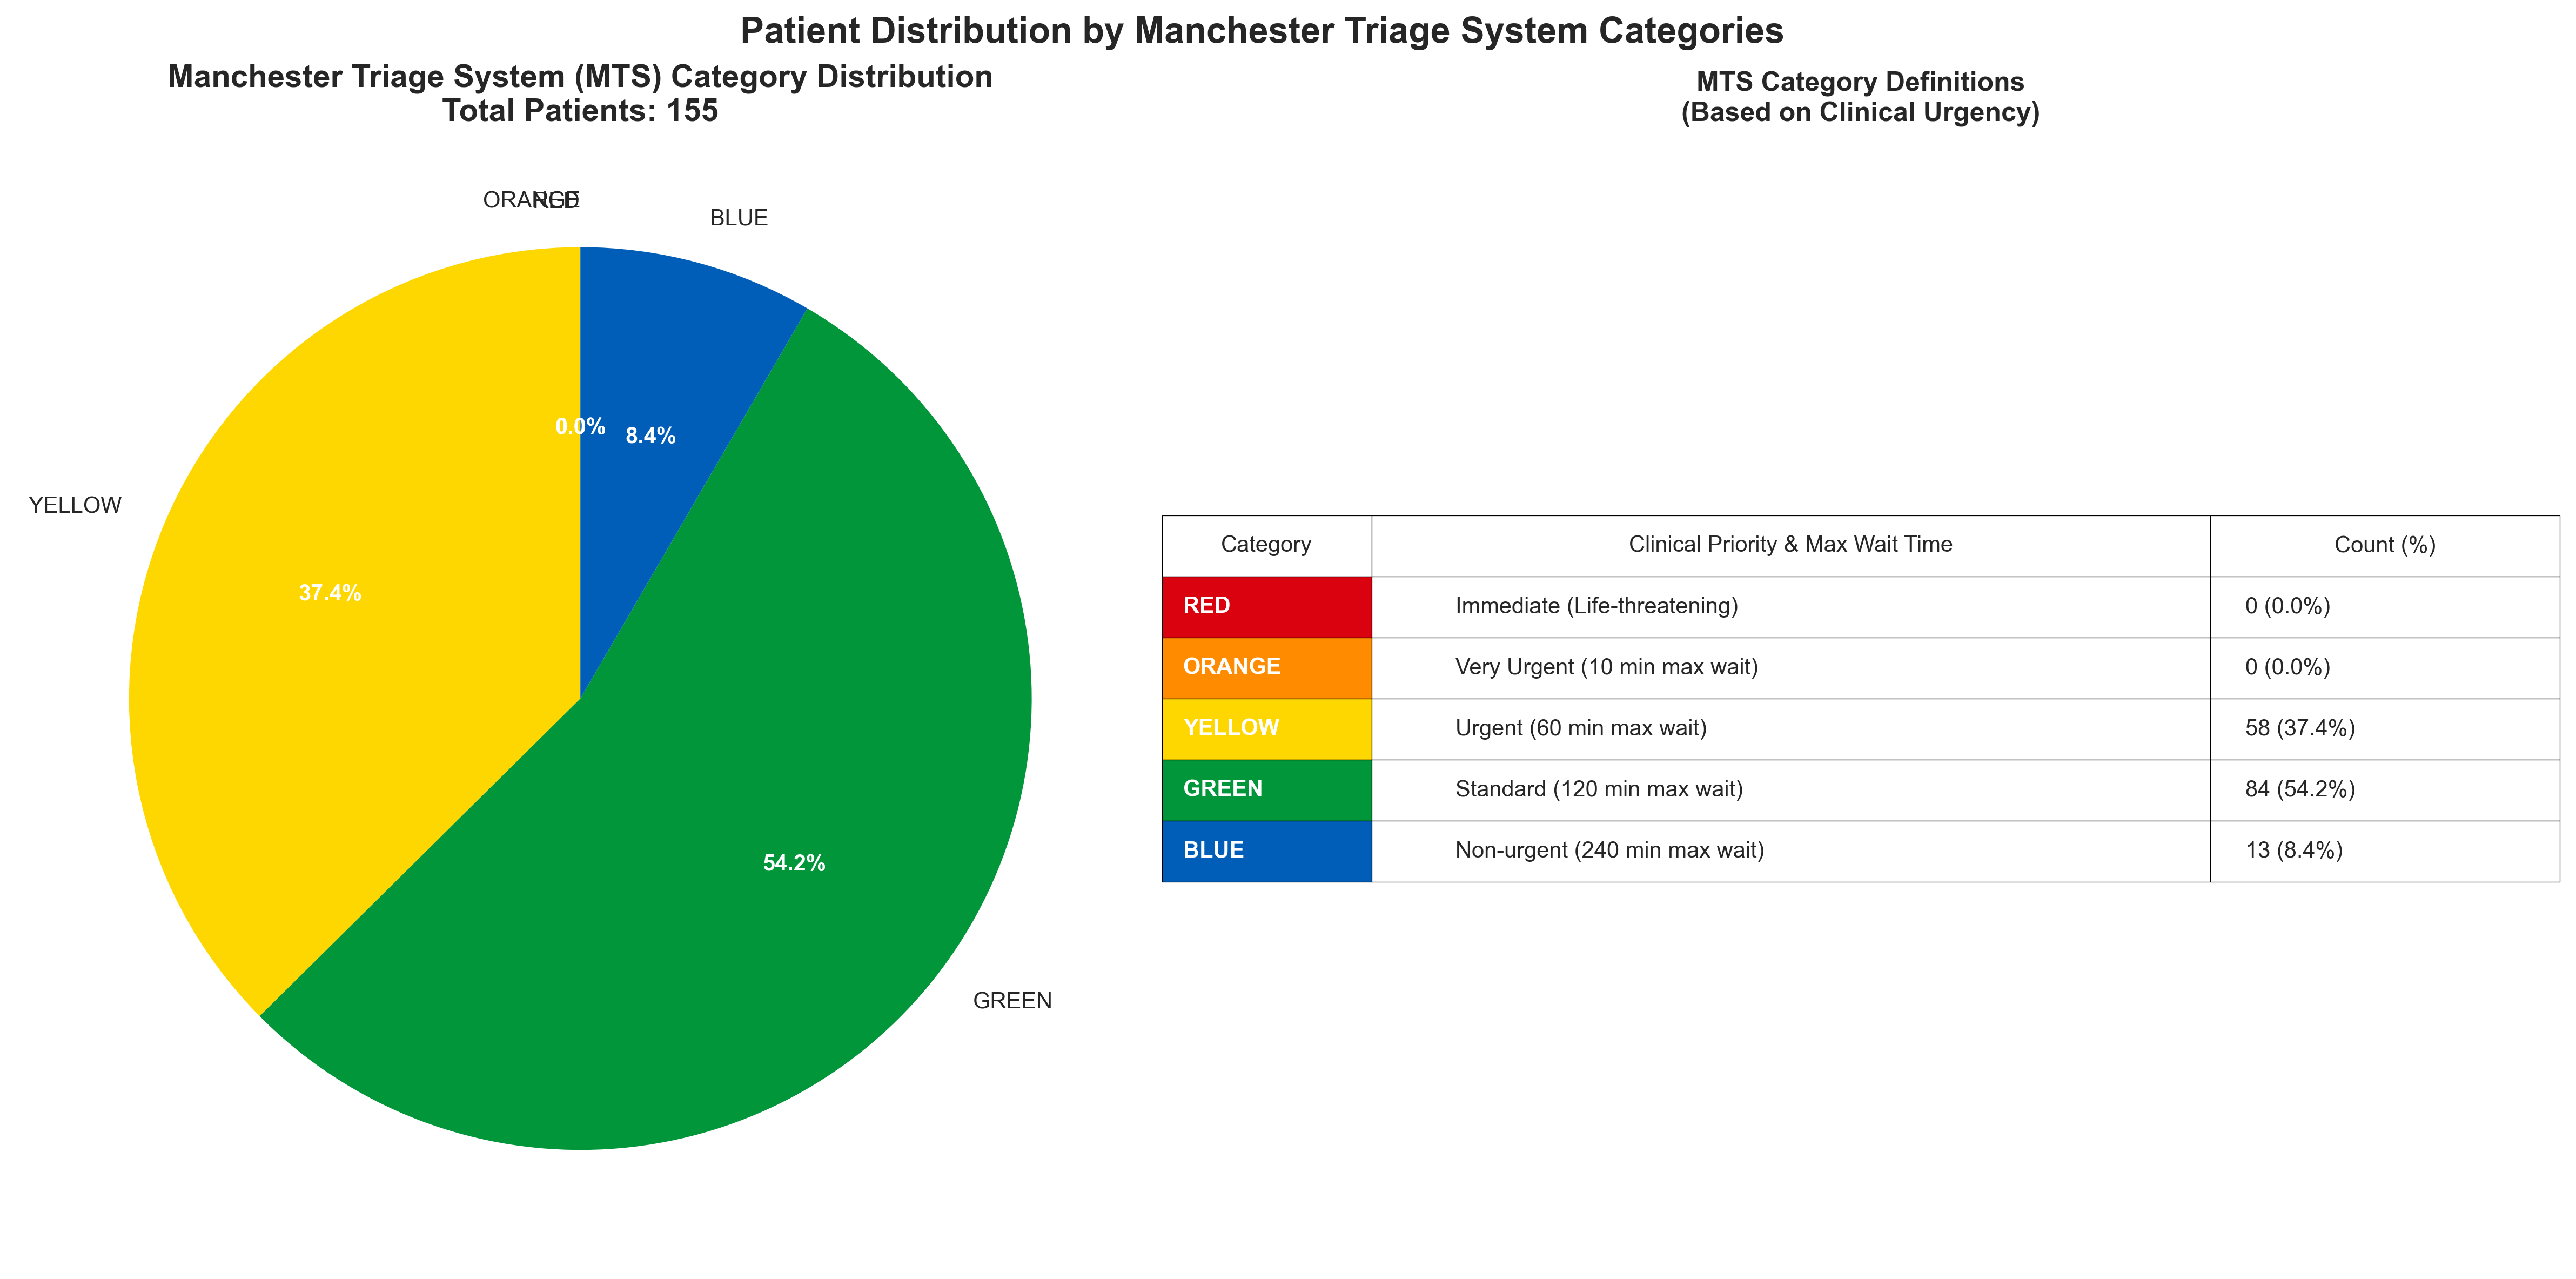 Patient Distribution by Manchester Triage System Categories
Manchester Triage System (MTS) Category Distribution
Total Patients: 155
ORANGE
RED
BLUE
YELLOW
GREEN
0.0%
8.4%
37.4%
54.2%
MTS Category Definitions
(Based on Clinical Urgency)
Category Clinical Priority & Max Wait Time Count (%)
RED Immediate (Life-threatening) 0 (0.0%)
ORANGE Very Urgent (10 min max wait) 0 (0.0%)
YELLOW Urgent (60 min max wait) 58 (37.4%)
GREEN Standard (120 min max wait) 84 (54.2%)
BLUE Non-urgent (240 min max wait) 13 (8.4%)